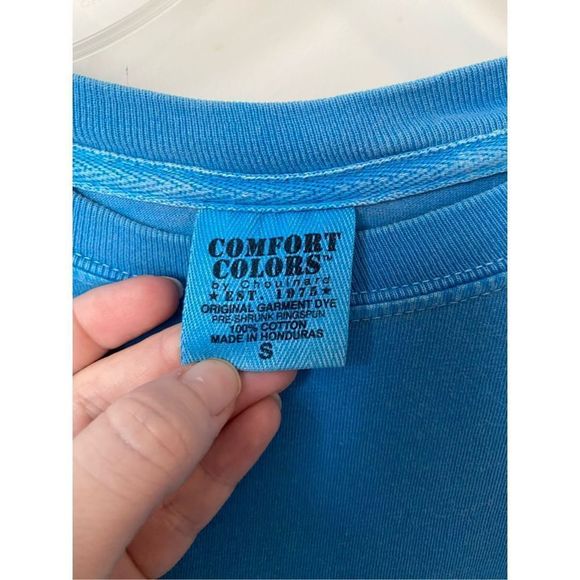 COMFORT
COLORS™
by Chouinard
★ EST. 1975 ★
ORIGINAL GARMENT DYE
PRE-SHRUNK RINGSPUN
100% COTTON
MADE IN HONDURAS
S